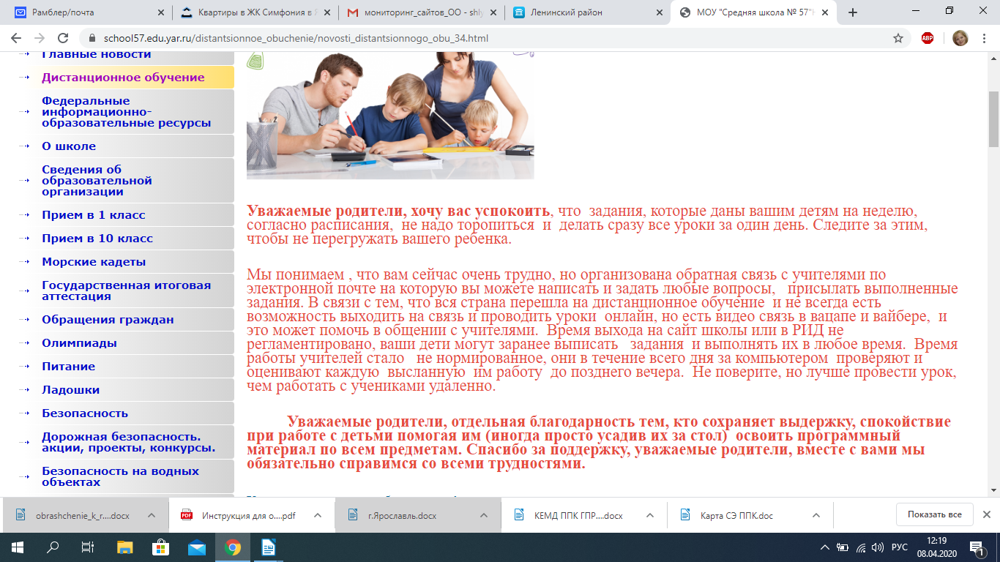 Рамблер/почта
Квартиры в ЖК Симфония в Я
мониторинг_сайтов_ОО - shly
Ленинский район
МОУ "Средняя школа № 57"
school57.edu.yar.ru/distantsionnoe_obuchenie/novosti_distantsionnogo_obu_34.html
ABP
Главные новости
Дистанционное обучение
Федеральные
информационно-
образовательные ресурсы
О школе
Сведения об
образовательной
организации
Прием в 1 класс
Прием в 10 класс
Морские кадеты
Государственная итоговая
аттестация
Обращения граждан
Олимпиады
Питание
Ладошки
Безопасность
Дорожная безопасность.
акции, проекты, конкурсы.
Безопасность на водных
объектах
Уважаемые родители, хочу вас успокоить, что задания, которые даны вашим детям на неделю,
согласно расписания, не надо торопиться и делать сразу все уроки за один день. Следите за этим,
чтобы не перегружать вашего ребенка.
Мы понимаем , что вам сейчас очень трудно, но организована обратная связь с учителями по
электронной почте на которую вы можете написать и задать любые вопросы, присылать выполненные
задания. В связи с тем, что вся страна перешла на дистанционное обучение и не всегда есть
возможность выходить на связь и проводить уроки онлайн, но есть видео связь в вацапе и вайбере, и
это может помочь в общении с учителями. Время выхода на сайт школы или в РИД не
регламентировано, ваши дети могут заранее выписать задания и выполнять их в любое время. Время
работы учителей стало не нормированное, они в течение всего дня за компьютером проверяют и
оценивают каждую высланную им работу до позднего вечера. Не поверите, но лучше провести урок,
чем работать с учениками удаленно.
Уважаемые родители, отдельная благодарность тем, кто сохраняет выдержку, спокойствие
при работе с детьми помогая им (иногда просто усадив их за стол) освоить программный
материал по всем предметам. Спасибо за поддержку, уважаемые родители, вместе с вами мы
обязательно справимся со всеми трудностями.
obrashchenie_k_r....docx
Инструкция для о....pdf
г.Ярославль.docx
КЕМД ППК ГПР....docx
Карта СЭ ППК.doc
Показать все
РУС
12:19
08.04.2020
1